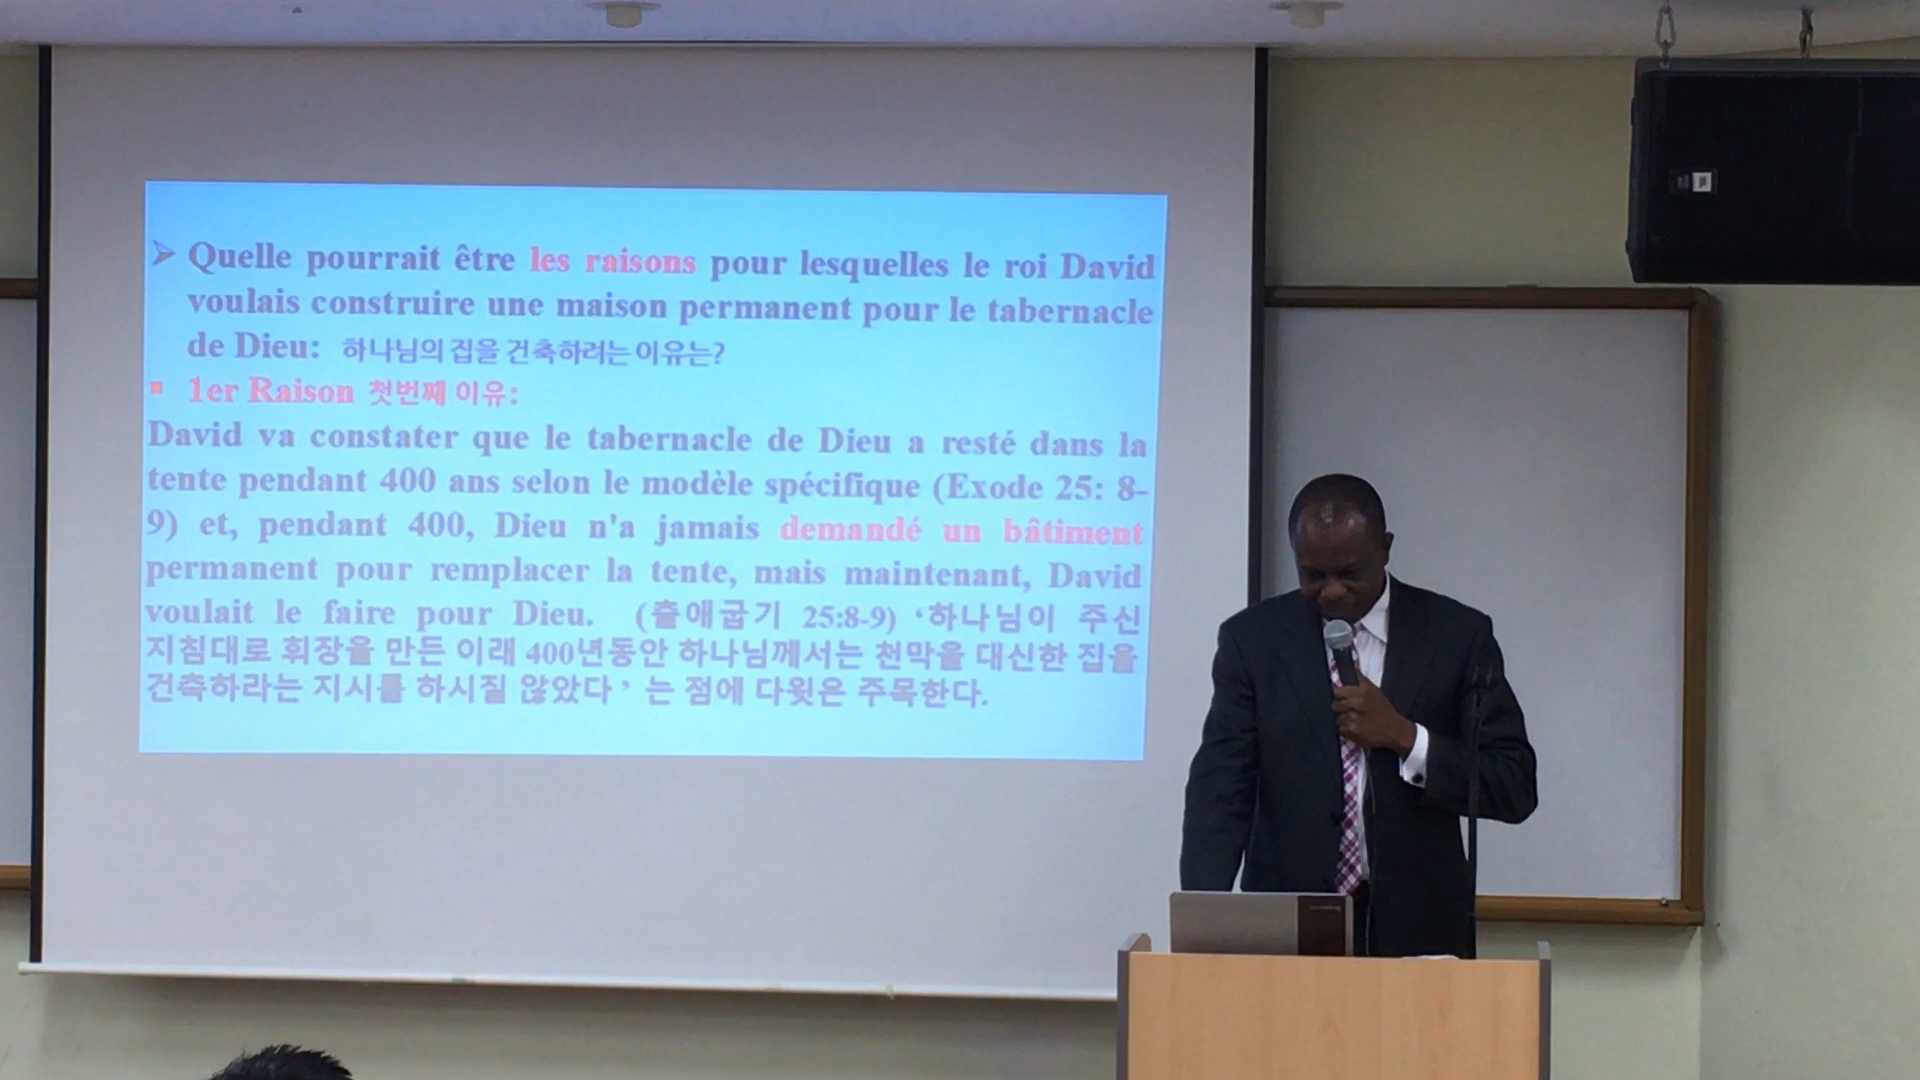 ➢ Quelle pourrait être les raisons pour lesquelles le roi David
voulais construire une maison permanent pour le tabernacle
de Dieu: 하나님의 집을 건축하려는 이유는?
▪ 1er Raison 첫번째 이유:
David va constater que le tabernacle de Dieu a resté dans la
tente pendant 400 ans selon le modèle spécifique (Exode 25: 8-
9) et, pendant 400, Dieu n'a jamais demandé un bâtiment
permanent pour remplacer la tente, mais maintenant, David
voulait le faire pour Dieu. (출애굽기 25:8-9) ‘하나님이 주신
지침대로 휘장을 만든 이래 400년동안 하나님께서는 천막을 대신한 집을
건축하라는 지시를 하시질 않았다’ 는 점에 다윗은 주목한다.